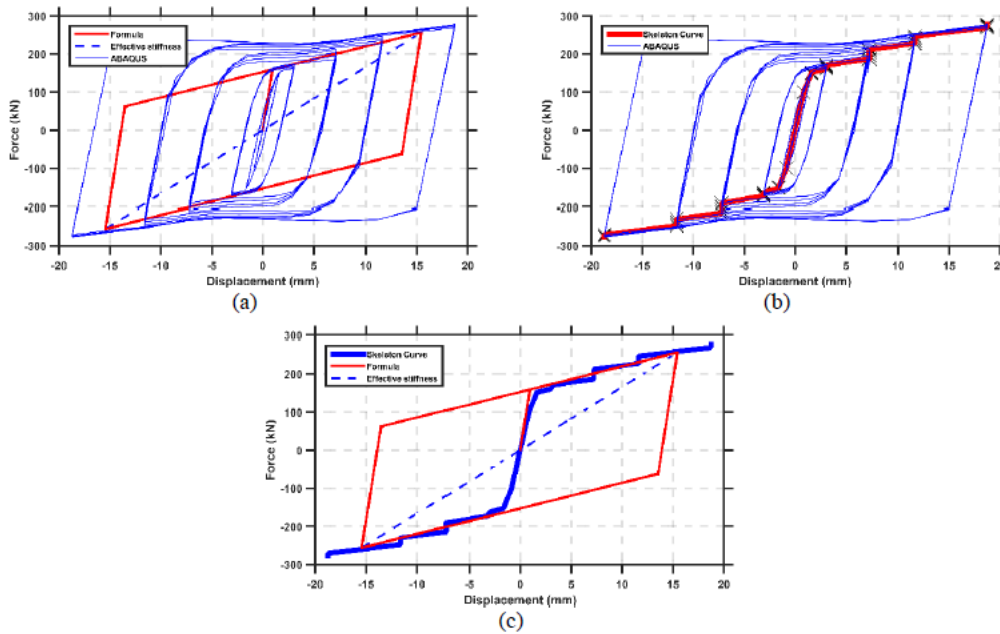 300
200
100
0
-100
-200
-300
Force (kN)
Formula
Effective stiffness
ABAQUS
-20 -15 -10 -5 0 5 10 15 20
Displacement (mm)
(a)
300
200
100
0
-100
-200
-300
Force (kN)
Skeleton Curve
ABAQUS
-20 -15 -10 -5 0 5 10 15 20
Displacement (mm)
(b)
300
200
100
0
-100
-200
-300
Force (kN)
Skeleton Curve
Formula
Effective stiffness
-20 -15 -10 -5 0 5 10 15 20
Displacement (mm)
(c)